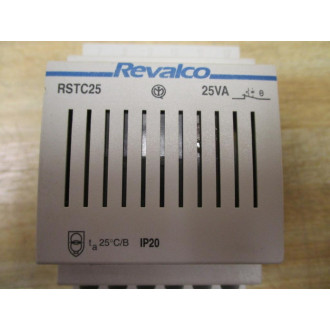 Revalco
RSTC25 25VA θ
ta 25°C/B IP20